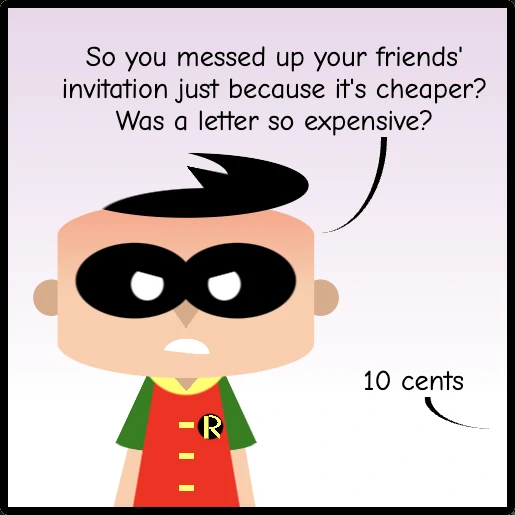 So you messed up your friends'
invitation just because it's cheaper?
Was a letter so expensive?
10 cents
R